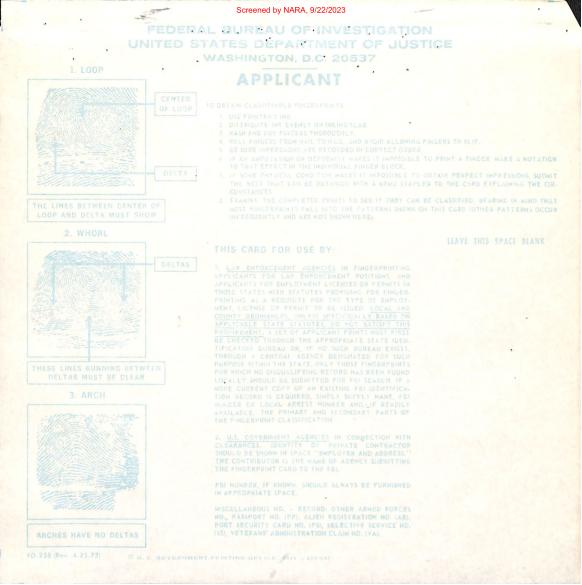 Screened by NARA, 9/22/2023
FEDERAL BUREAU OF INVESTIGATION
UNITED STATES DEPARTMENT OF JUSTICE
WASHINGTON, D.C. 20537
APPLICANT
1. LOOP
CENTER
OF LOOP
DELTA
THE LINES BETWEEN CENTER OF
LOOP AND DELTA MUST SHOW
2. WHORL
DELTAS
THESE LINES RUNNING BETWEEN
DELTAS MUST BE CLEAR
3. ARCH
ARCHES HAVE NO DELTAS
FD-258 (Rev. 4-25-72)
TO OBTAIN CLASSIFIABLE FINGERPRINTS
1. USE PRINTER'S INK.
2. DISTRIBUTE INK EVENLY ON INKING SLAB.
3. WASH AND DRY FINGERS THOROUGHLY.
4. ROLL FINGERS FROM NAIL TO NAIL, AND AVOID ALLOWING FINGERS TO SLIP.
5. BE SURE IMPRESSIONS ARE RECORDED IN CORRECT ORDER.
6. IF AN AMPUTATION OR DEFORMITY MAKES IT IMPOSSIBLE TO PRINT A FINGER, MAKE A NOTATION
TO THAT EFFECT IN THE INDIVIDUAL FINGER BLOCK.
7. IF SOME PHYSICAL CONDITION MAKES IT IMPOSSIBLE TO OBTAIN PERFECT IMPRESSIONS, SUBMIT
THE BEST THAT CAN BE OBTAINED WITH A MEMO STAPLED TO THE CARD EXPLAINING THE CIR-
CUMSTANCES.
8. EXAMINE THE COMPLETED PRINTS TO SEE IF THEY CAN BE CLASSIFIED, BEARING IN MIND THAT
MOST FINGERPRINTS FALL INTO THE PATTERNS SHOWN ON THIS CARD (OTHER PATTERNS OCCUR
INFREQUENTLY AND ARE NOT SHOWN HERE).
LEAVE THIS SPACE BLANK
THIS CARD FOR USE BY:
1. LAW ENFORCEMENT AGENCIES IN FINGERPRINTING
APPLICANTS FOR LAW ENFORCEMENT POSITIONS, AND
APPLICANTS FOR EMPLOYMENT LICENSES OR PERMITS IN
THOSE STATES WITH STATUTES PROVIDING FOR FINGER-
PRINTING AS A REQUISITE FOR THE TYPE OF EMPLOY-
MENT, LICENSE OR PERMIT TO BE ISSUED. LOCAL AND
COUNTY ORDINANCES, UNLESS SPECIFICALLY BASED ON
APPLICABLE STATE STATUTES, DO NOT SATISFY THIS
REQUIREMENT. A SET OF APPLICANT PRINTS MUST FIRST
BE CHECKED THROUGH THE APPROPRIATE STATE IDEN-
TIFICATION BUREAU OR, IF NO SUCH BUREAU EXISTS,
THROUGH A CENTRAL AGENCY DESIGNATED FOR SUCH
PURPOSE WITHIN THE STATE. ONLY THOSE FINGERPRINTS
FOR WHICH NO DISQUALIFYING RECORD HAS BEEN FOUND
LOCALLY SHOULD BE SUBMITTED FOR FBI SEARCH. IF A
MORE CURRENT COPY OF AN EXISTING FBI IDENTIFICA-
TION RECORD IS REQUIRED, SIMPLY SUPPLY NAME, FBI
NUMBER OR LOCAL ARREST NUMBER AND, IF READILY
AVAILABLE, THE PRIMARY AND SECONDARY PARTS OF
THE FINGERPRINT CLASSIFICATION.
2. U.S. GOVERNMENT AGENCIES IN CONNECTION WITH
CLEARANCES. IDENTITY OF PRIVATE CONTRACTOR
SHOULD BE SHOWN IN SPACE "EMPLOYER AND ADDRESS".
THE CONTRIBUTOR IS THE NAME OF AGENCY SUBMITTING
THE FINGERPRINT CARD TO THE FBI.
FBI NUMBER, IF KNOWN, SHOULD ALWAYS BE FURNISHED
IN APPROPRIATE SPACE.
MISCELLANEOUS NO. - RECORD: OTHER ARMED FORCES
NO., PASSPORT NO. (PP), ALIEN REGISTRATION NO. (AR),
PORT SECURITY CARD NO. (PS), SELECTIVE SERVICE NO.
(SS), VETERANS' ADMINISTRATION CLAIM NO. (VA).